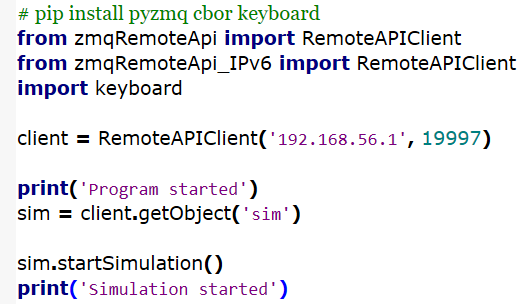 # pip install pyzmq cbor keyboard
from zmqRemoteApi import RemoteAPIClient
from zmqRemoteApi_IPv6 import RemoteAPIClient
import keyboard
client = RemoteAPIClient('192.168.56.1', 19997)
print('Program started')
sim = client.getObject('sim')
sim.startSimulation()
print('Simulation started')